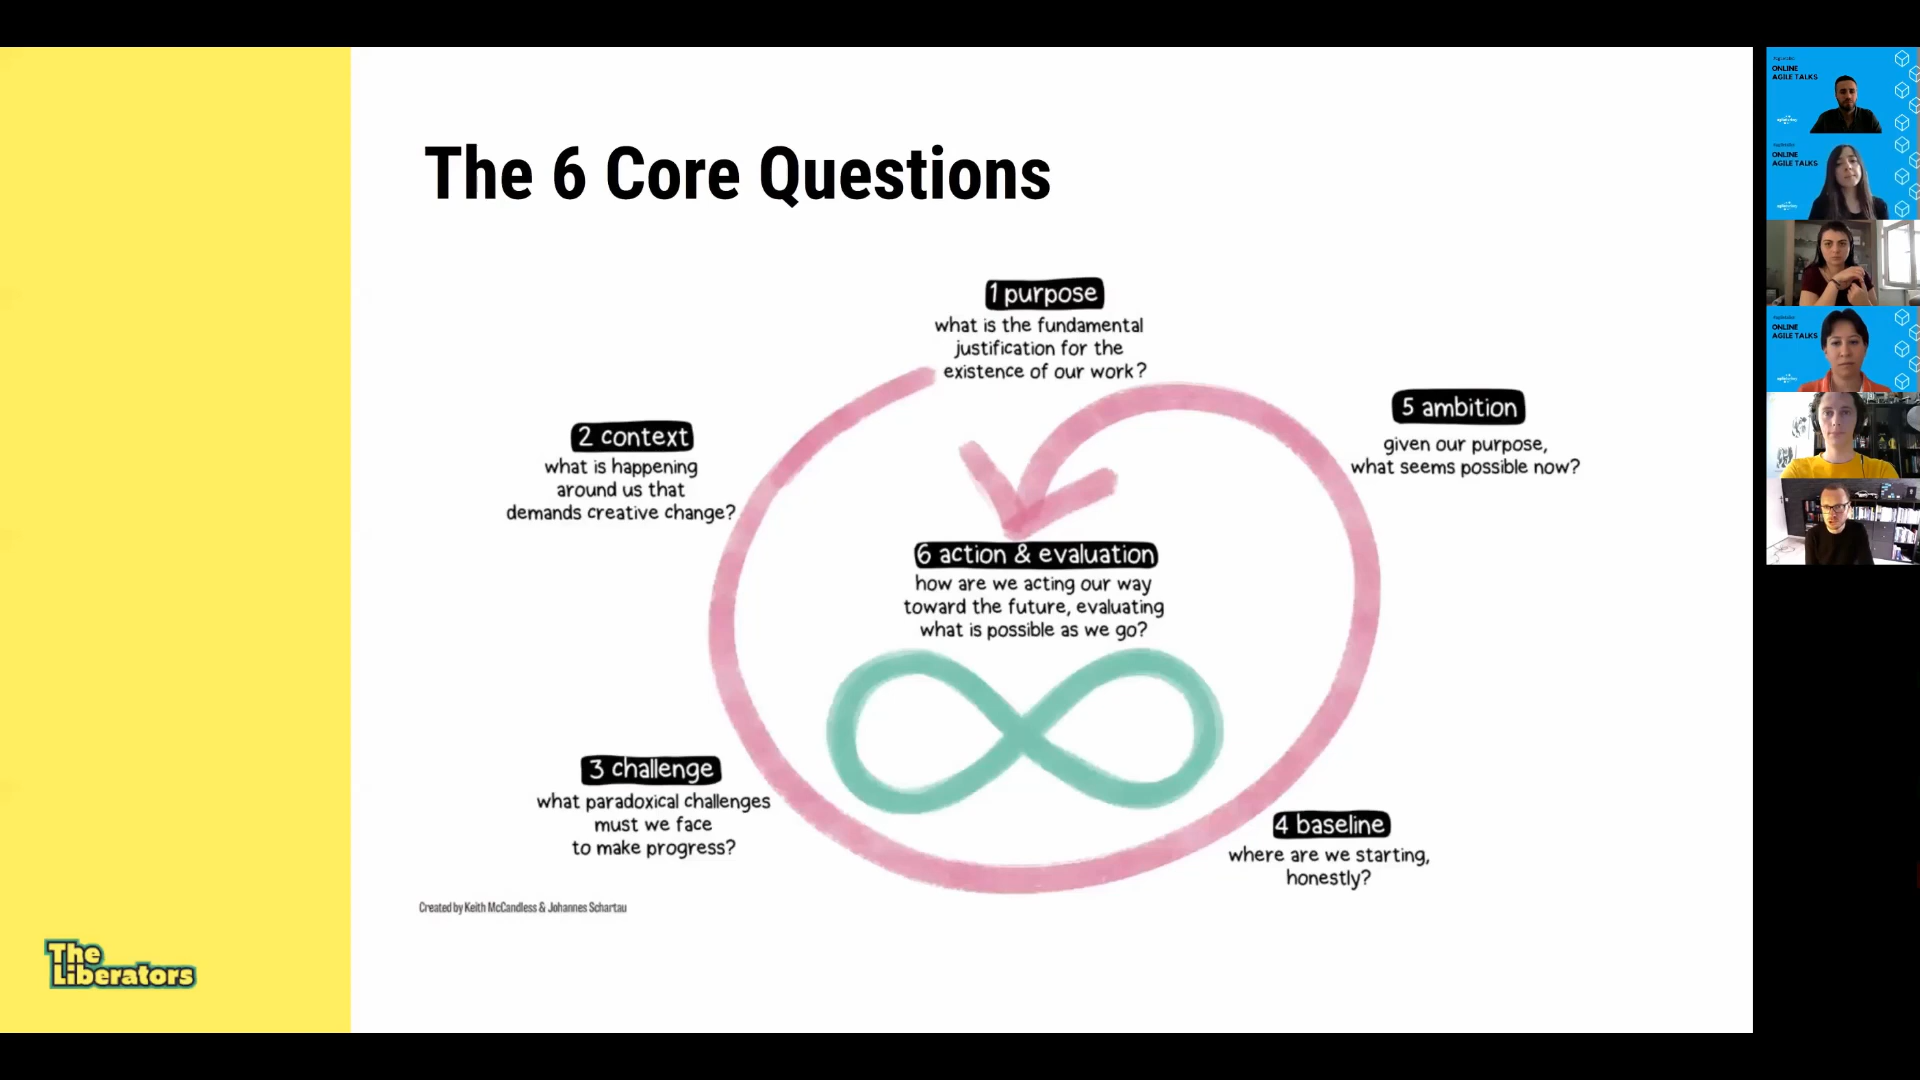 The 6 Core Questions
1 purpose
what is the fundamental
justification for the
existence of our work?
2 context
what is happening
around us that
demands creative change?
3 challenge
what paradoxical challenges
must we face
to make progress?
4 baseline
where are we starting,
honestly?
5 ambition
given our purpose,
what seems possible now?
6 action & evaluation
how are we acting our way
toward the future, evaluating
what is possible as we go?
Created by Keith McCandless & Johannes Schartau
The
Liberators
ONLINE
AGILE TALKS
ONLINE
AGILE TALKS
ONLINE
AGILE TALKS